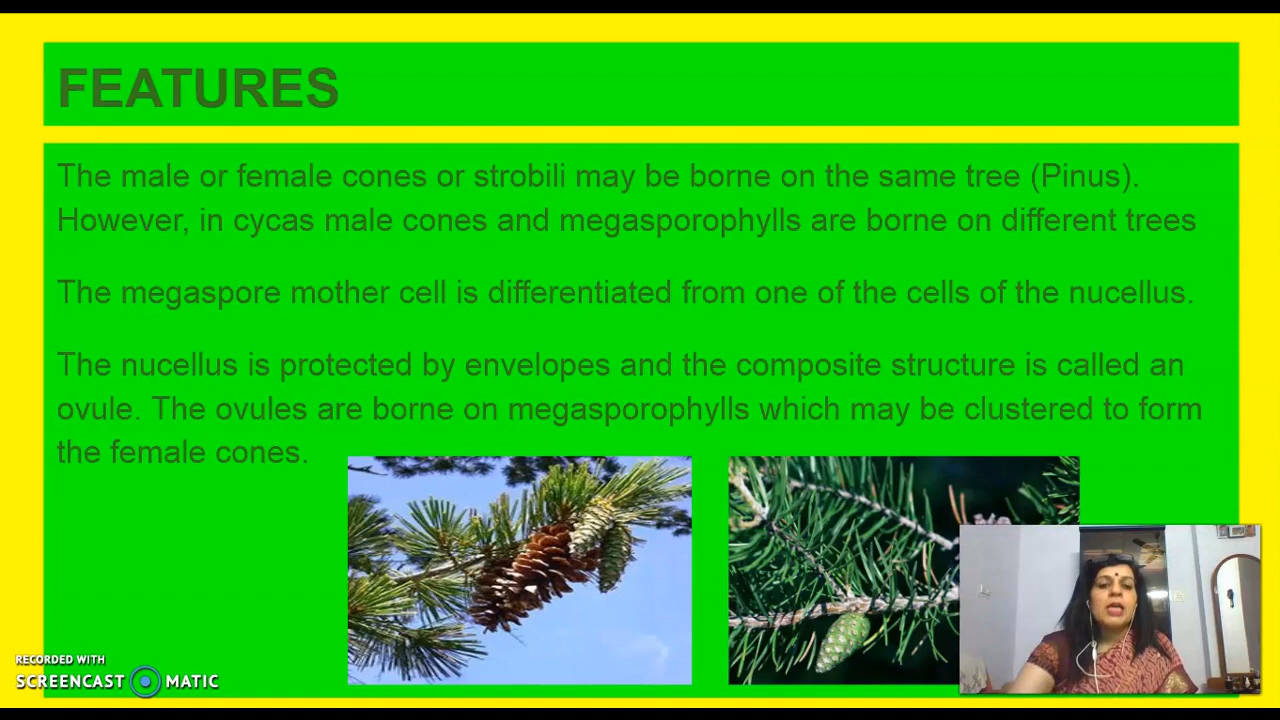 FEATURES
The male or female cones or strobili may be borne on the same tree (Pinus).
However, in cycas male cones and megasporophylls are borne on different trees
The megaspore mother cell is differentiated from one of the cells of the nucellus.
The nucellus is protected by envelopes and the composite structure is called an
ovule. The ovules are borne on megasporophylls which may be clustered to form
the female cones.
RECORDED WITH
SCREENCAST MATIC